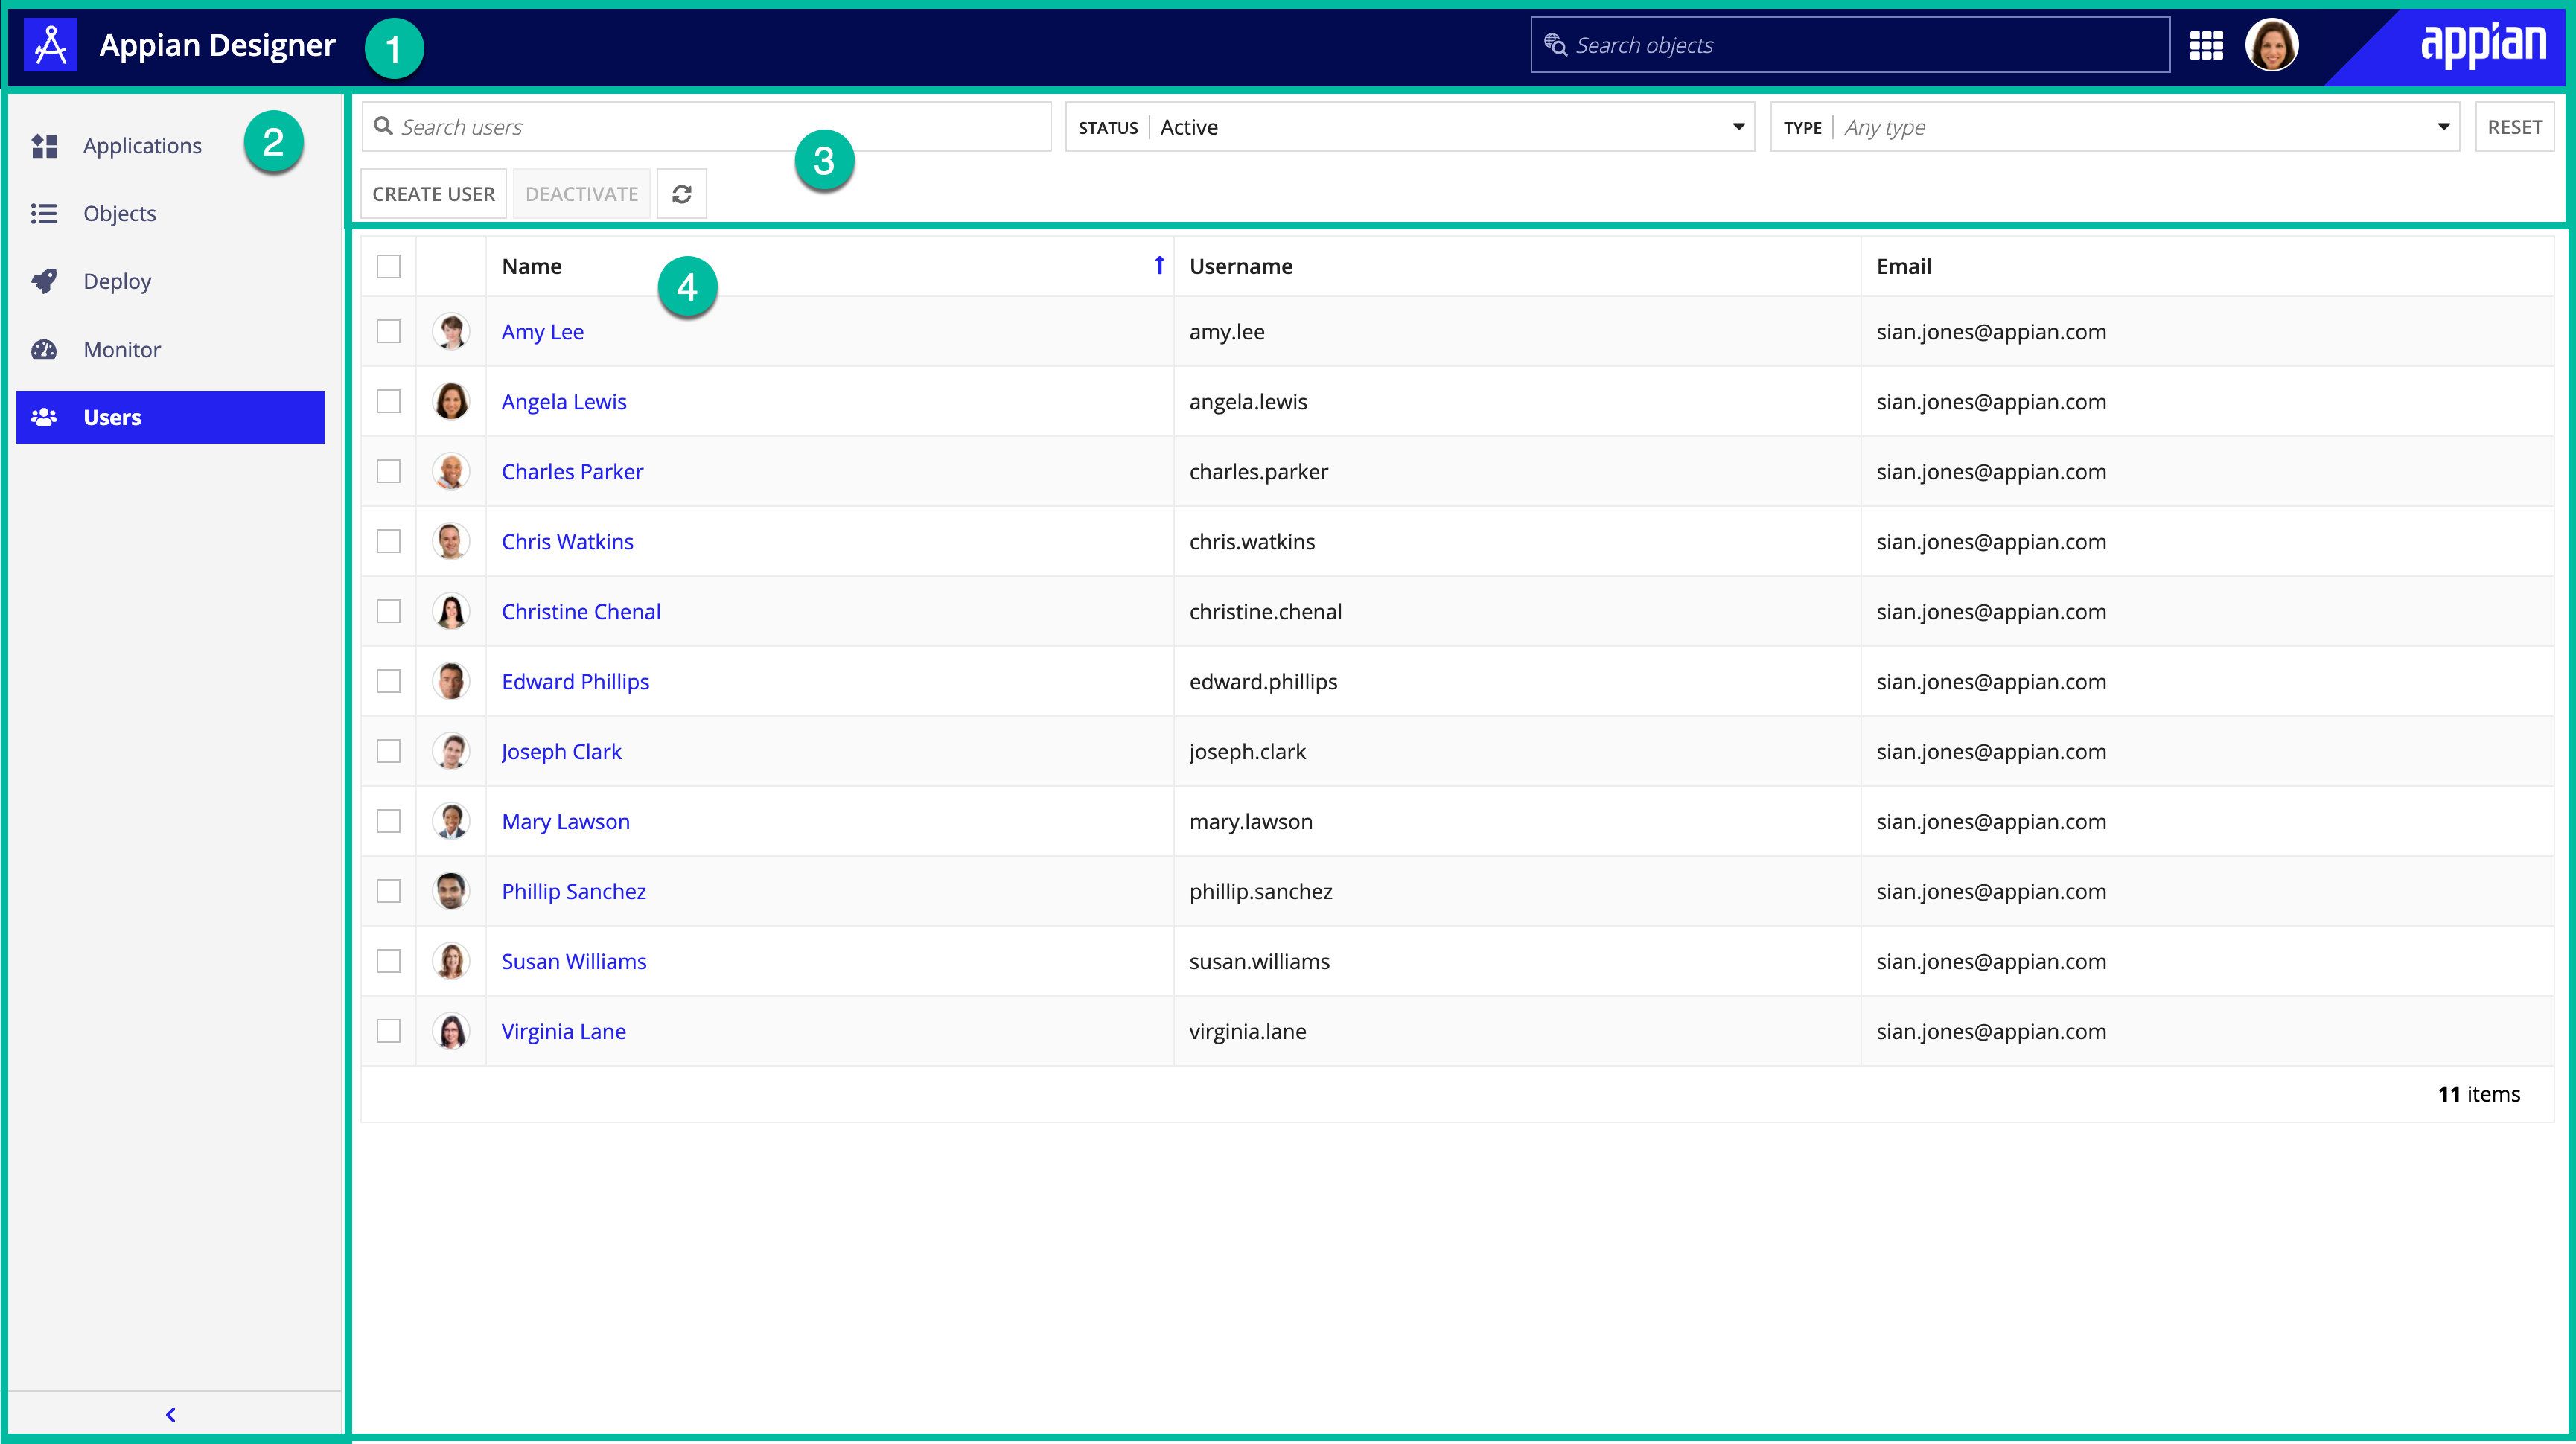 Appian Designer 1 Search objects appian
Applications 2
Objects
Deploy
Monitor
Users
Search users STATUS Active TYPE Any type RESET
3
CREATE USER DEACTIVATE
Name 4 Username Email
Amy Lee amy.lee sian.jones@appian.com
Angela Lewis angela.lewis sian.jones@appian.com
Charles Parker charles.parker sian.jones@appian.com
Chris Watkins chris.watkins sian.jones@appian.com
Christine Chenal christine.chenal sian.jones@appian.com
Edward Phillips edward.phillips sian.jones@appian.com
Joseph Clark joseph.clark sian.jones@appian.com
Mary Lawson mary.lawson sian.jones@appian.com
Phillip Sanchez phillip.sanchez sian.jones@appian.com
Susan Williams susan.williams sian.jones@appian.com
Virginia Lane virginia.lane sian.jones@appian.com
11 items